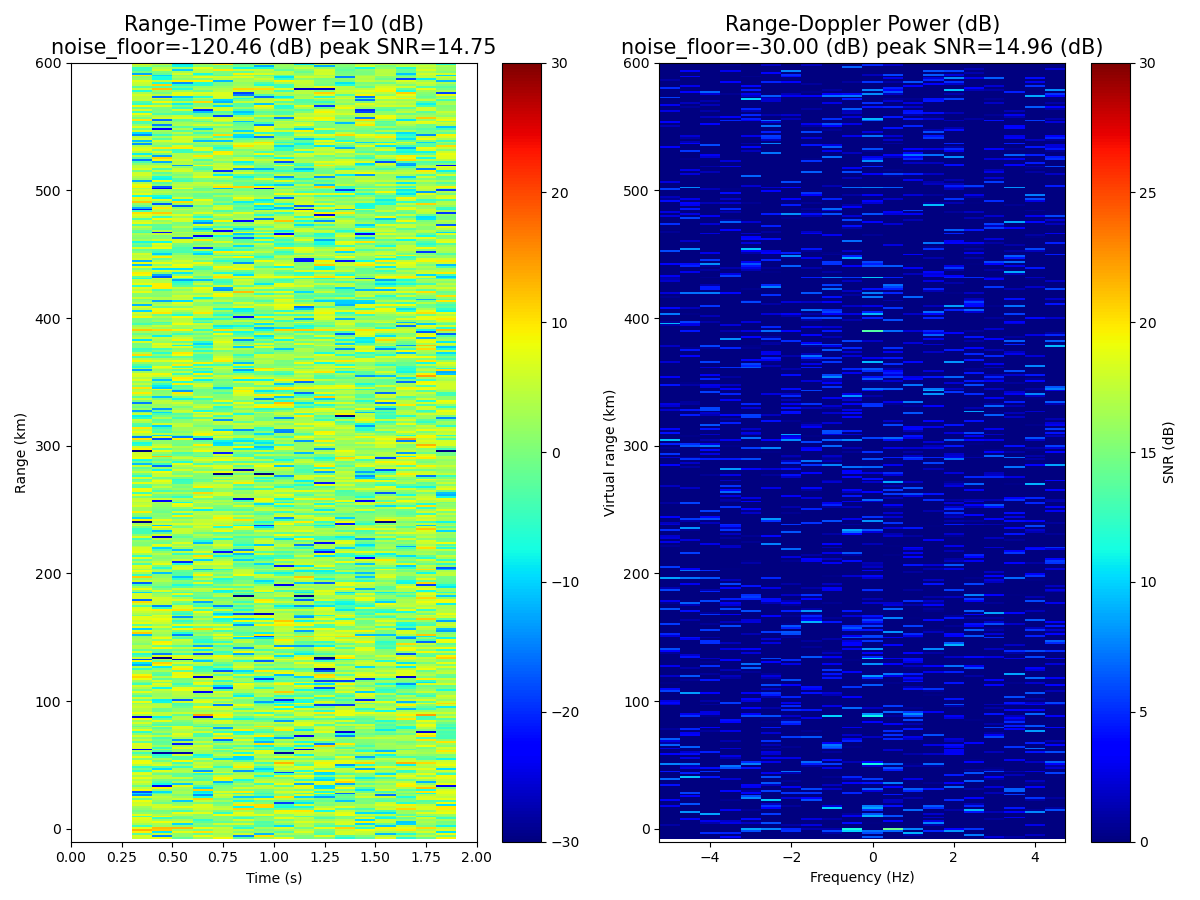 Range-Time Power f=10 (dB)
noise_floor=-120.46 (dB) peak SNR=14.75
600
500
400
300
200
100
0
Range (km)
0.00 0.25 0.50 0.75 1.00 1.25 1.50 1.75 2.00
Time (s)
30
20
10
0
−10
−20
−30
Range-Doppler Power (dB)
noise_floor=-30.00 (dB) peak SNR=14.96 (dB)
600
500
400
300
200
100
0
Virtual range (km)
−4 −2 0 2 4
Frequency (Hz)
30
25
20
15
10
5
0
SNR (dB)